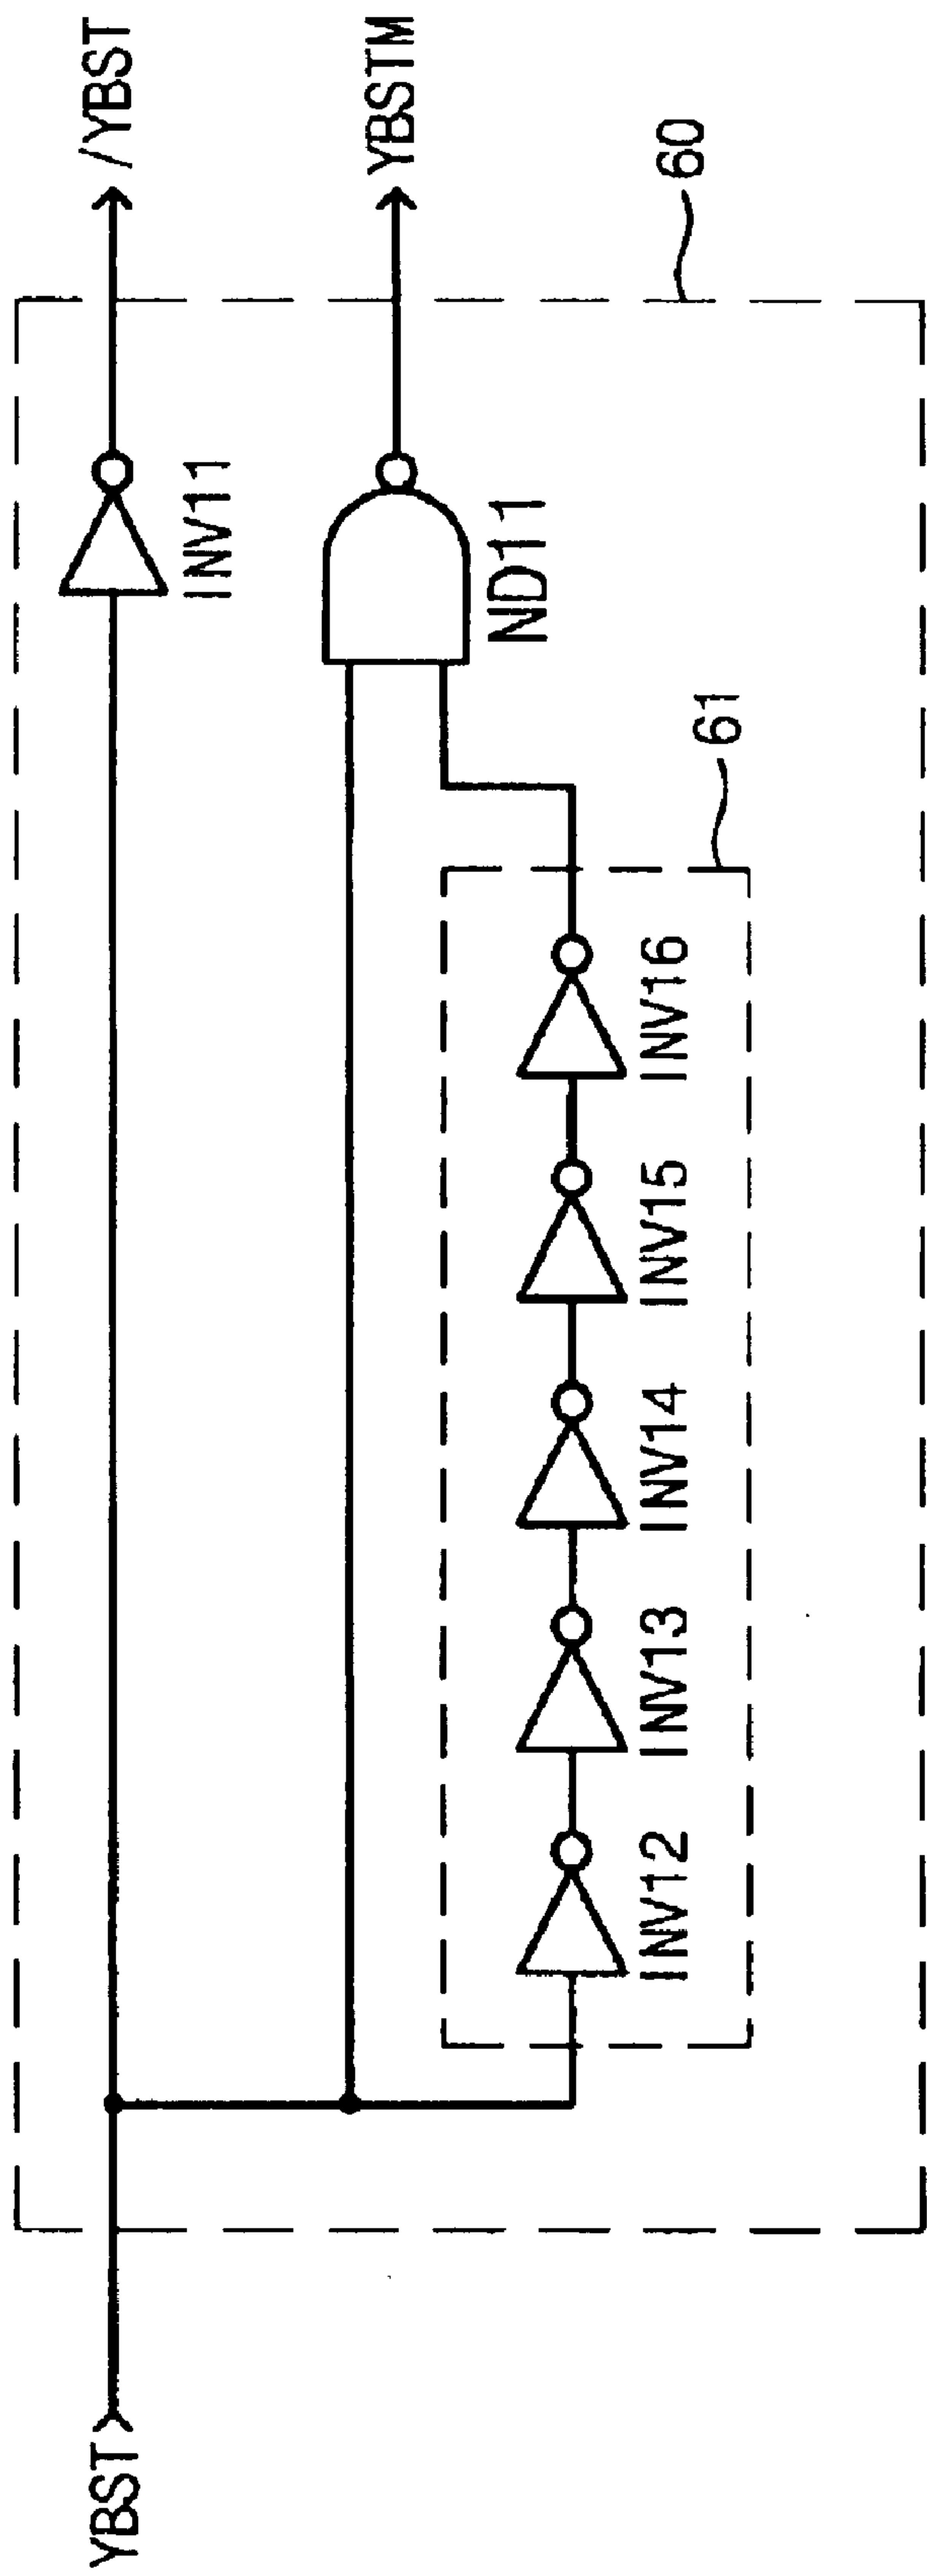 YBST
/YBST
INV11
YBSTM
ND11
60
61
INV12
INV13
INV14
INV15
INV16